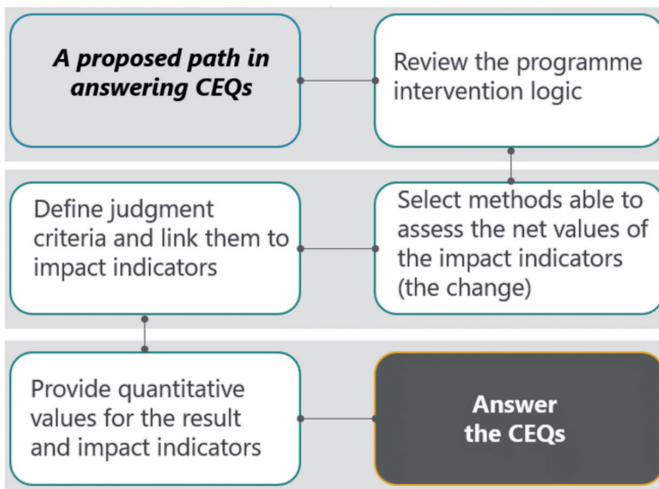 A proposed path in
answering CEQs
Review the programme
intervention logic
Select methods able to
assess the net values of
the impact indicators
(the change)
Define judgment
criteria and link them to
impact indicators
Provide quantitative
values for the result
and impact indicators
Answer
the CEQs